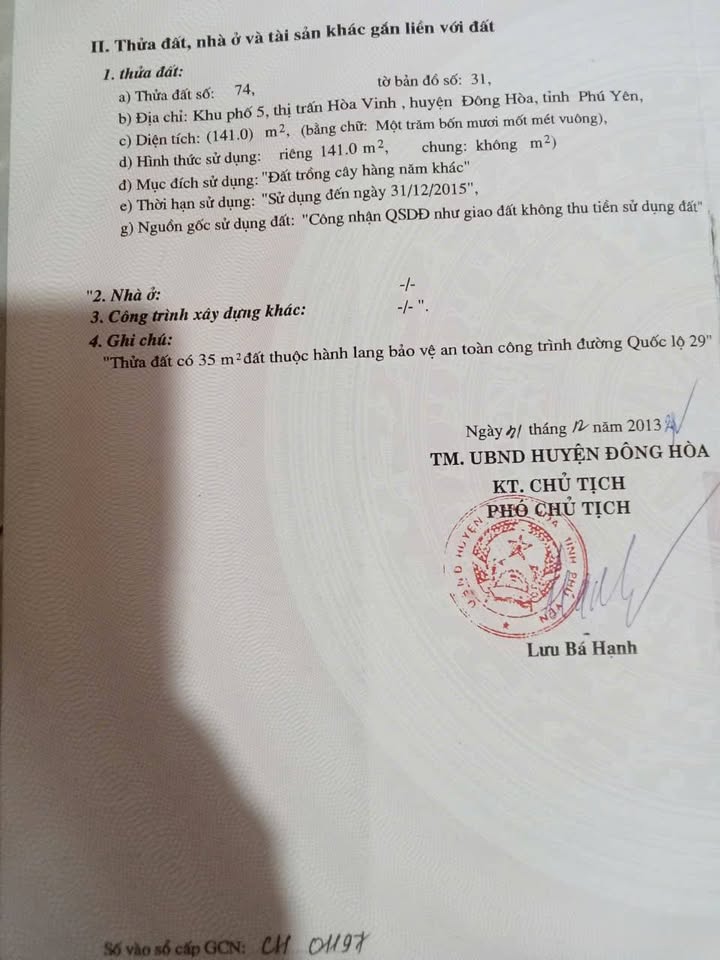 II. Thửa đất, nhà ở và tài sản khác gắn liền với đất
1. thửa đất:
a) Thửa đất số: 74, tờ bản đồ số: 31,
b) Địa chỉ: Khu phố 5, thị trấn Hòa Vinh , huyện Đông Hòa, tỉnh Phú Yên,
c) Diện tích: (141.0) m², (bằng chữ: Một trăm bốn mươi mốt mét vuông),
d) Hình thức sử dụng: riêng 141.0 m², chung: không m²)
đ) Mục đích sử dụng: "Đất trồng cây hàng năm khác"
e) Thời hạn sử dụng: "Sử dụng đến ngày 31/12/2015",
g) Nguồn gốc sử dụng đất: "Công nhận QSDĐ như giao đất không thu tiền sử dụng đất"
"2. Nhà ở: -/-
3. Công trình xây dựng khác: -/- ".
4. Ghi chú:
"Thửa đất có 35 m² đất thuộc hành lang bảo vệ an toàn công trình đường Quốc lộ 29"
Ngày tháng 12 năm 2013
TM. UBND HUYỆN ĐÔNG HÒA
KT. CHỦ TỊCH
PHÓ CHỦ TỊCH
U.B.N.D HUYỆN TỈNH PHÚ YÊN
Lưu Bá Hạnh
Số vào sổ cấp GCN: CH 01197